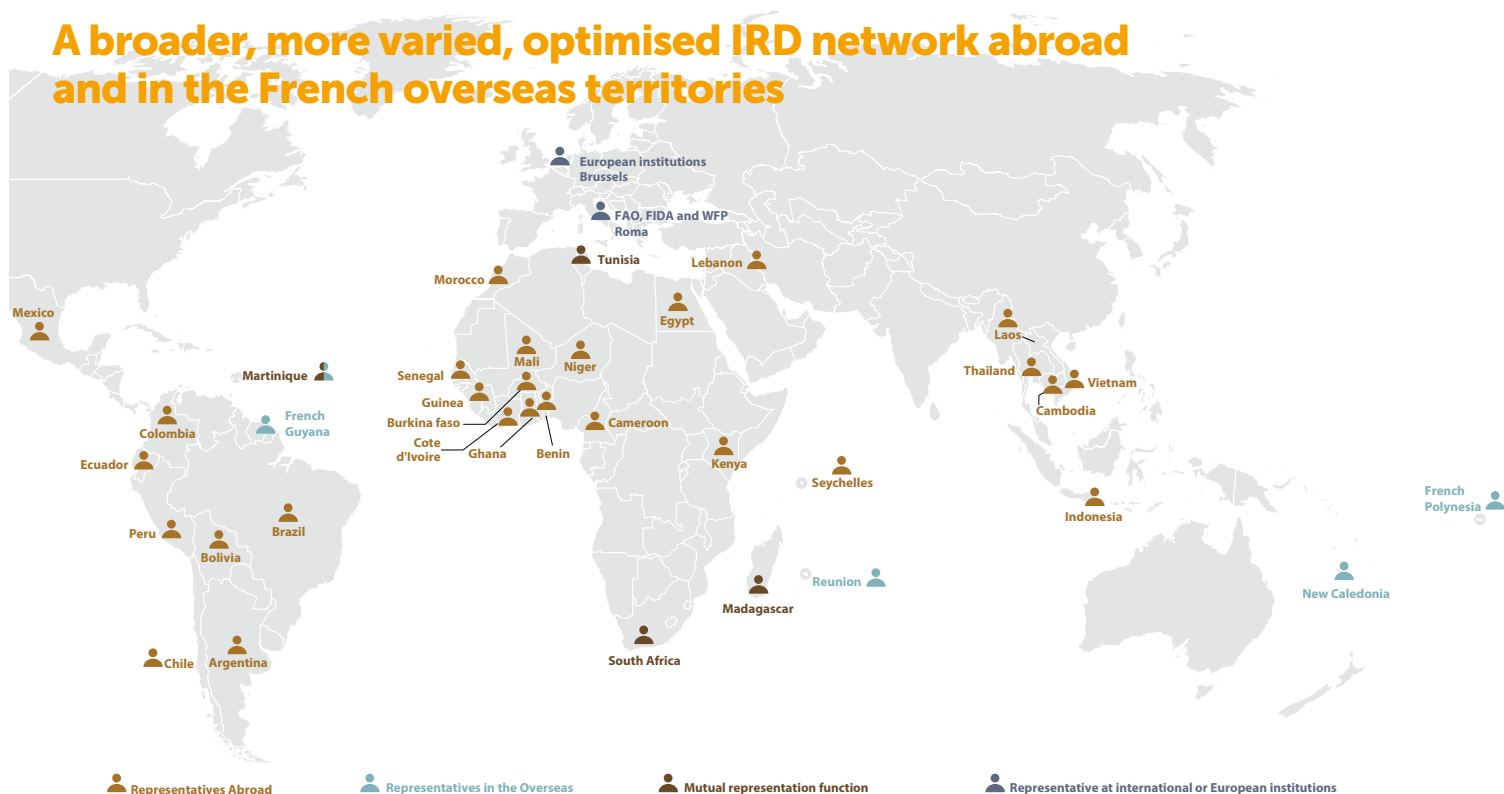 A broader, more varied, optimised IRD network abroad
and in the French overseas territories
European institutions
Brussels
FAO, FIDA and WFP
Roma
Tunisia
Lebanon
Morocco
Mexico
Egypt
Laos
Mali
Niger
Martinique
Senegal
Thailand
Vietnam
Guinea
Cambodia
French
Guyana
Burkina faso
Cameroon
Colombia
Cote
d'Ivoire
Ghana
Benin
Ecuador
Kenya
Seychelles
French
Polynesia
Indonesia
Peru
Brazil
Bolivia
Reunion
New Caledonia
Madagascar
South Africa
Chile
Argentina
Representatives Abroad
Representatives in the Overseas
Mutual representation function
Representative at international or European institutions